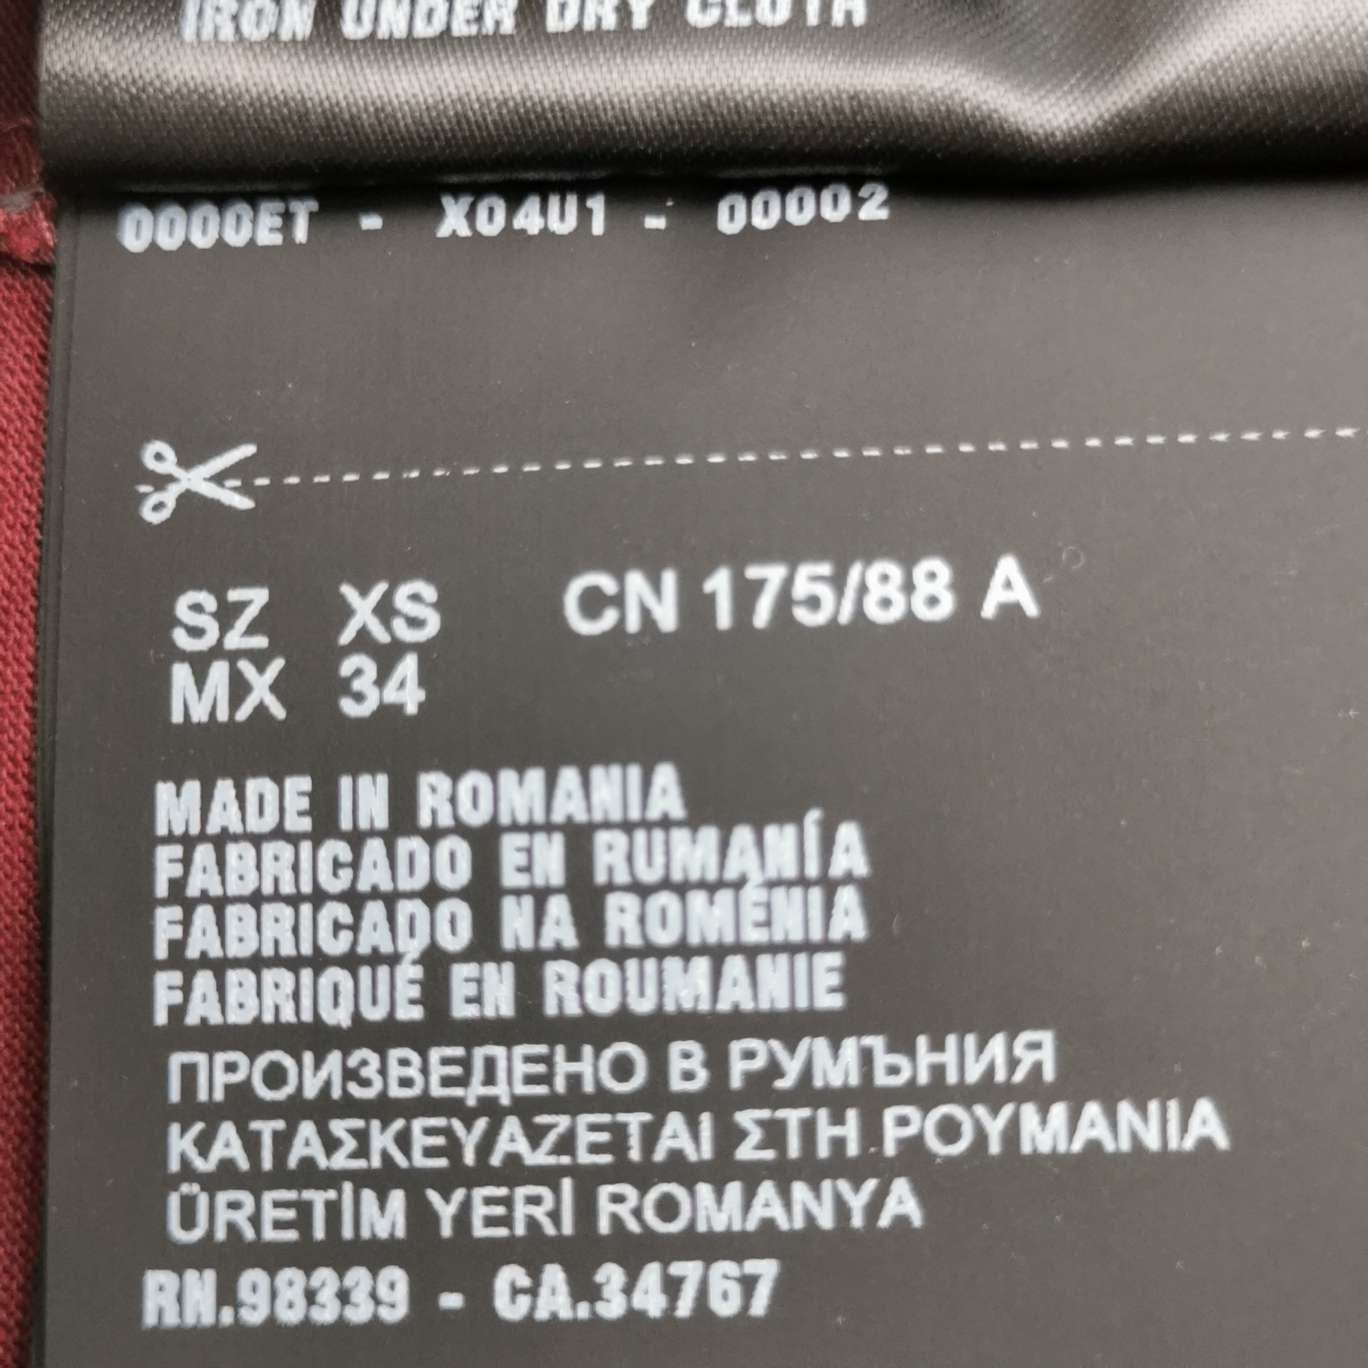 IRON UNDER DRY CLOTH
0000ET - X04U1 - 00002
SZ XS CN 175/88 A
MX 34
MADE IN ROMANIA
FABRICADO EN RUMANÍA
FABRICADO NA ROMÉNIA
FABRIQUÉ EN ROUMANIE
ПРОИЗВЕДЕНО В РУМЪНИЯ
ΚΑΤΑΣΚΕΥΑΖΕΤΑΙ ΣΤΗ ΡΟΥΜΑΝΙΑ
ÜRETİM YERİ ROMANYA
RN.98339 - CA.34767